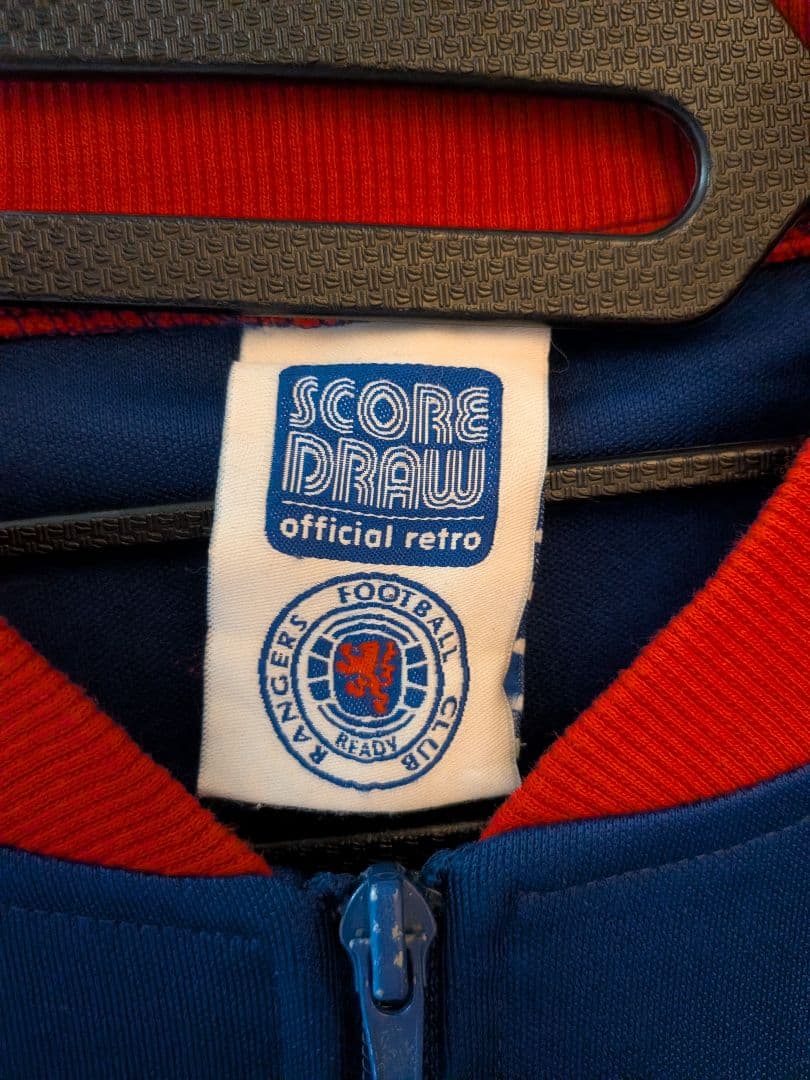 SCORE
DRAW
official retro
RANGERS FOOTBALL CLUB
READY